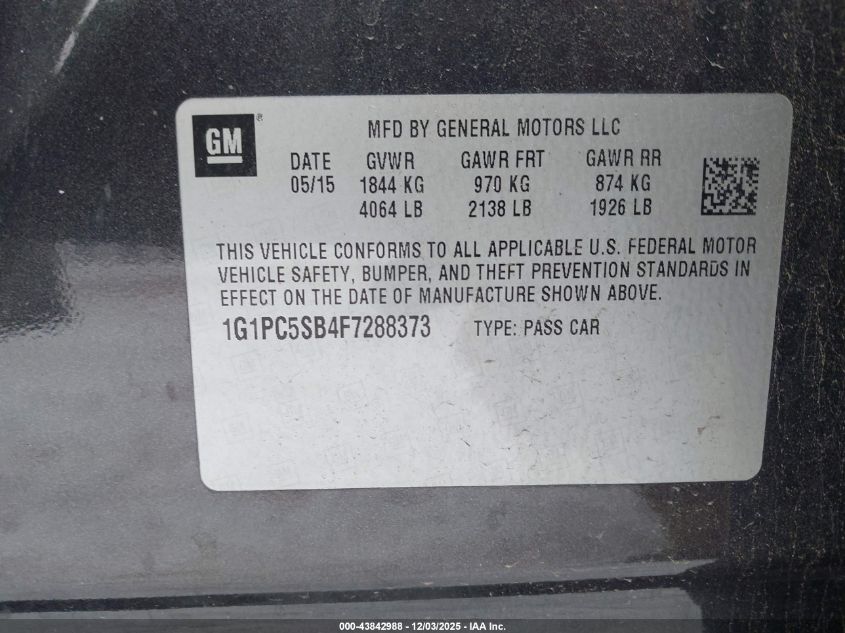 GM®
MFD BY GENERAL MOTORS LLC
DATE GVWR GAWR FRT GAWR RR
05/15 1844 KG 970 KG 874 KG
4064 LB 2138 LB 1926 LB
THIS VEHICLE CONFORMS TO ALL APPLICABLE U.S. FEDERAL MOTOR
VEHICLE SAFETY, BUMPER, AND THEFT PREVENTION STANDARDS IN
EFFECT ON THE DATE OF MANUFACTURE SHOWN ABOVE.
1G1PC5SB4F7288373 TYPE: PASS CAR
000-43842988 - 12/03/2025 - IAA Inc.